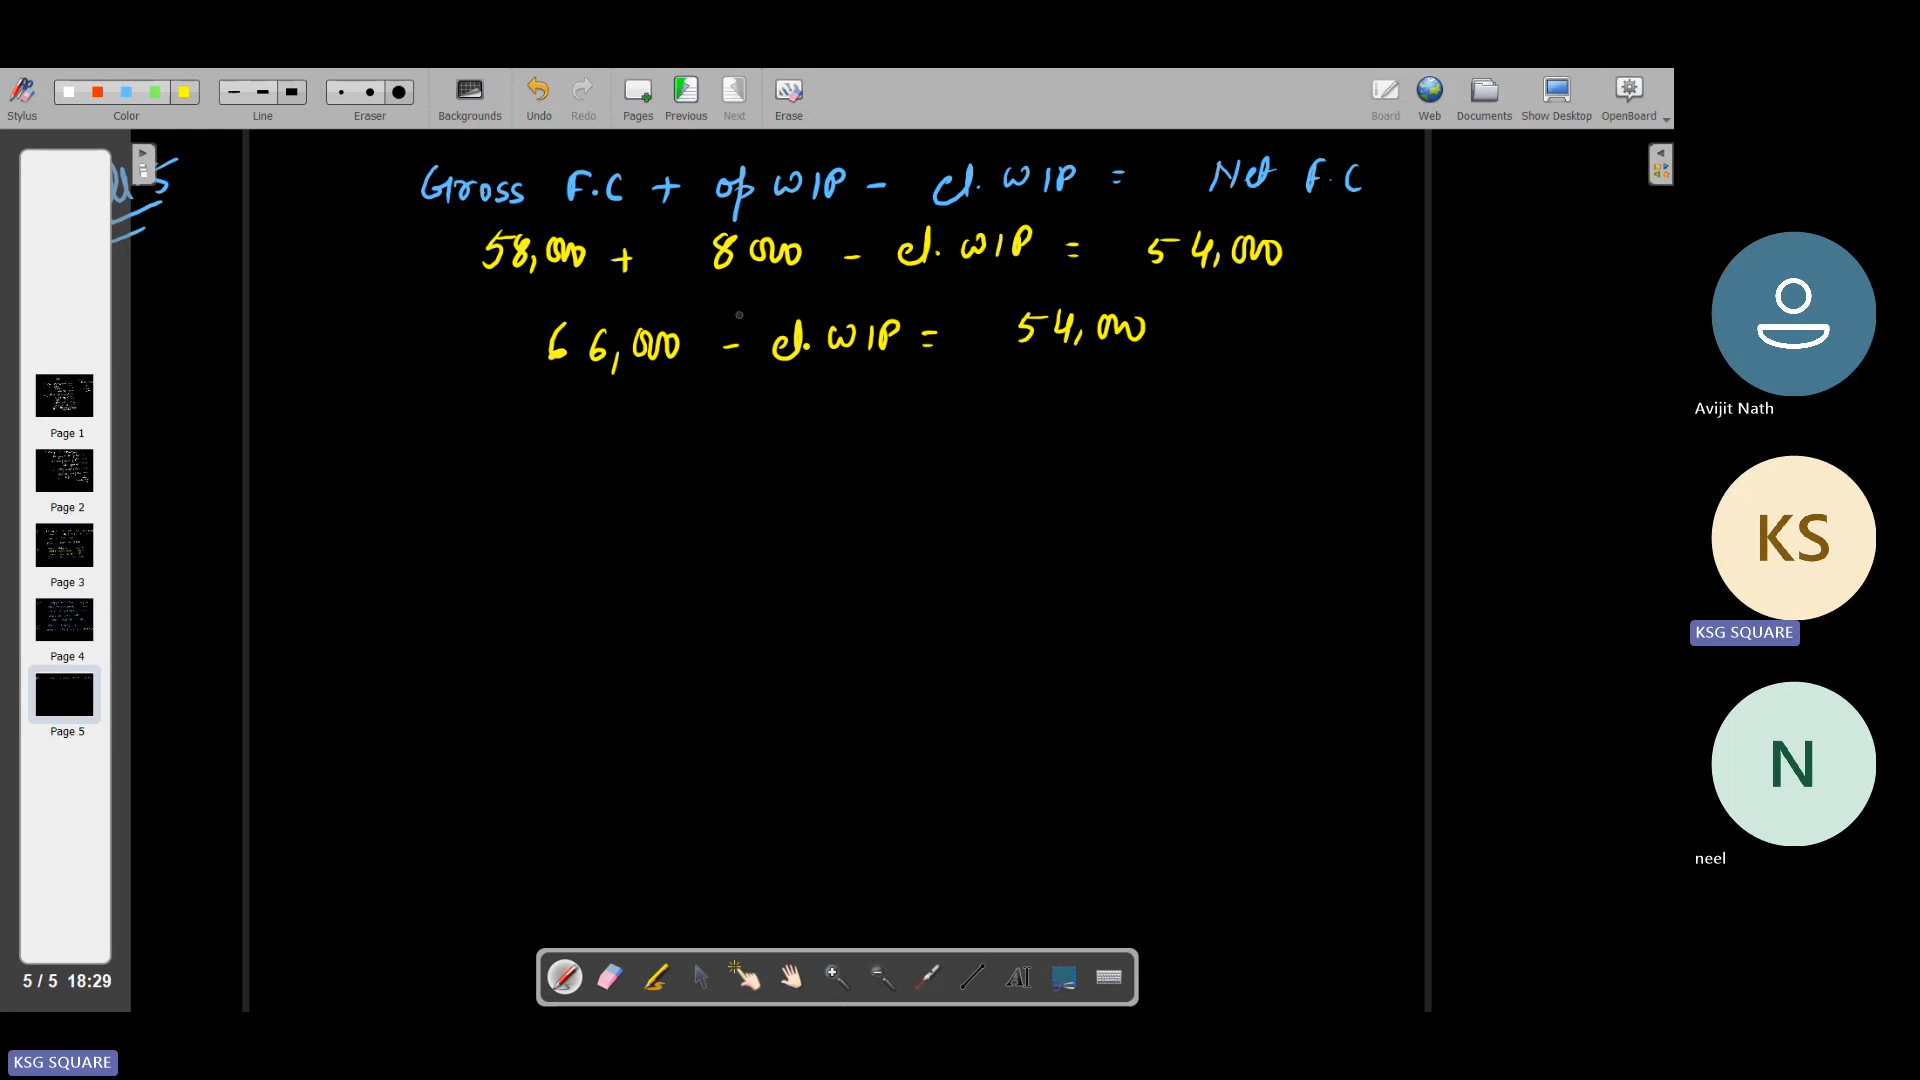 Stylus
Color
Line
Eraser
Backgrounds
Undo
Redo
Pages
Previous
Next
Erase
Board
Web
Documents
Show Desktop
OpenBoard
Gross F.C + op WIP - cl. WIP = Net F.C
58,000 + 8000 - cl. WIP = 54,000
66,000 - cl. WIP = 54,000
Page 1
Page 2
Page 3
Page 4
Page 5
5 / 5 18:29
AI
Avijit Nath
KS
KSG SQUARE
N
neel
KSG SQUARE